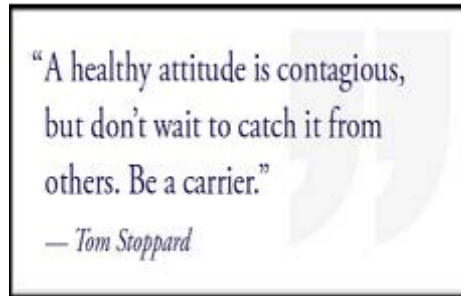 “A healthy attitude is contagious,
but don’t wait to catch it from
others. Be a carrier.”
— Tom Stoppard